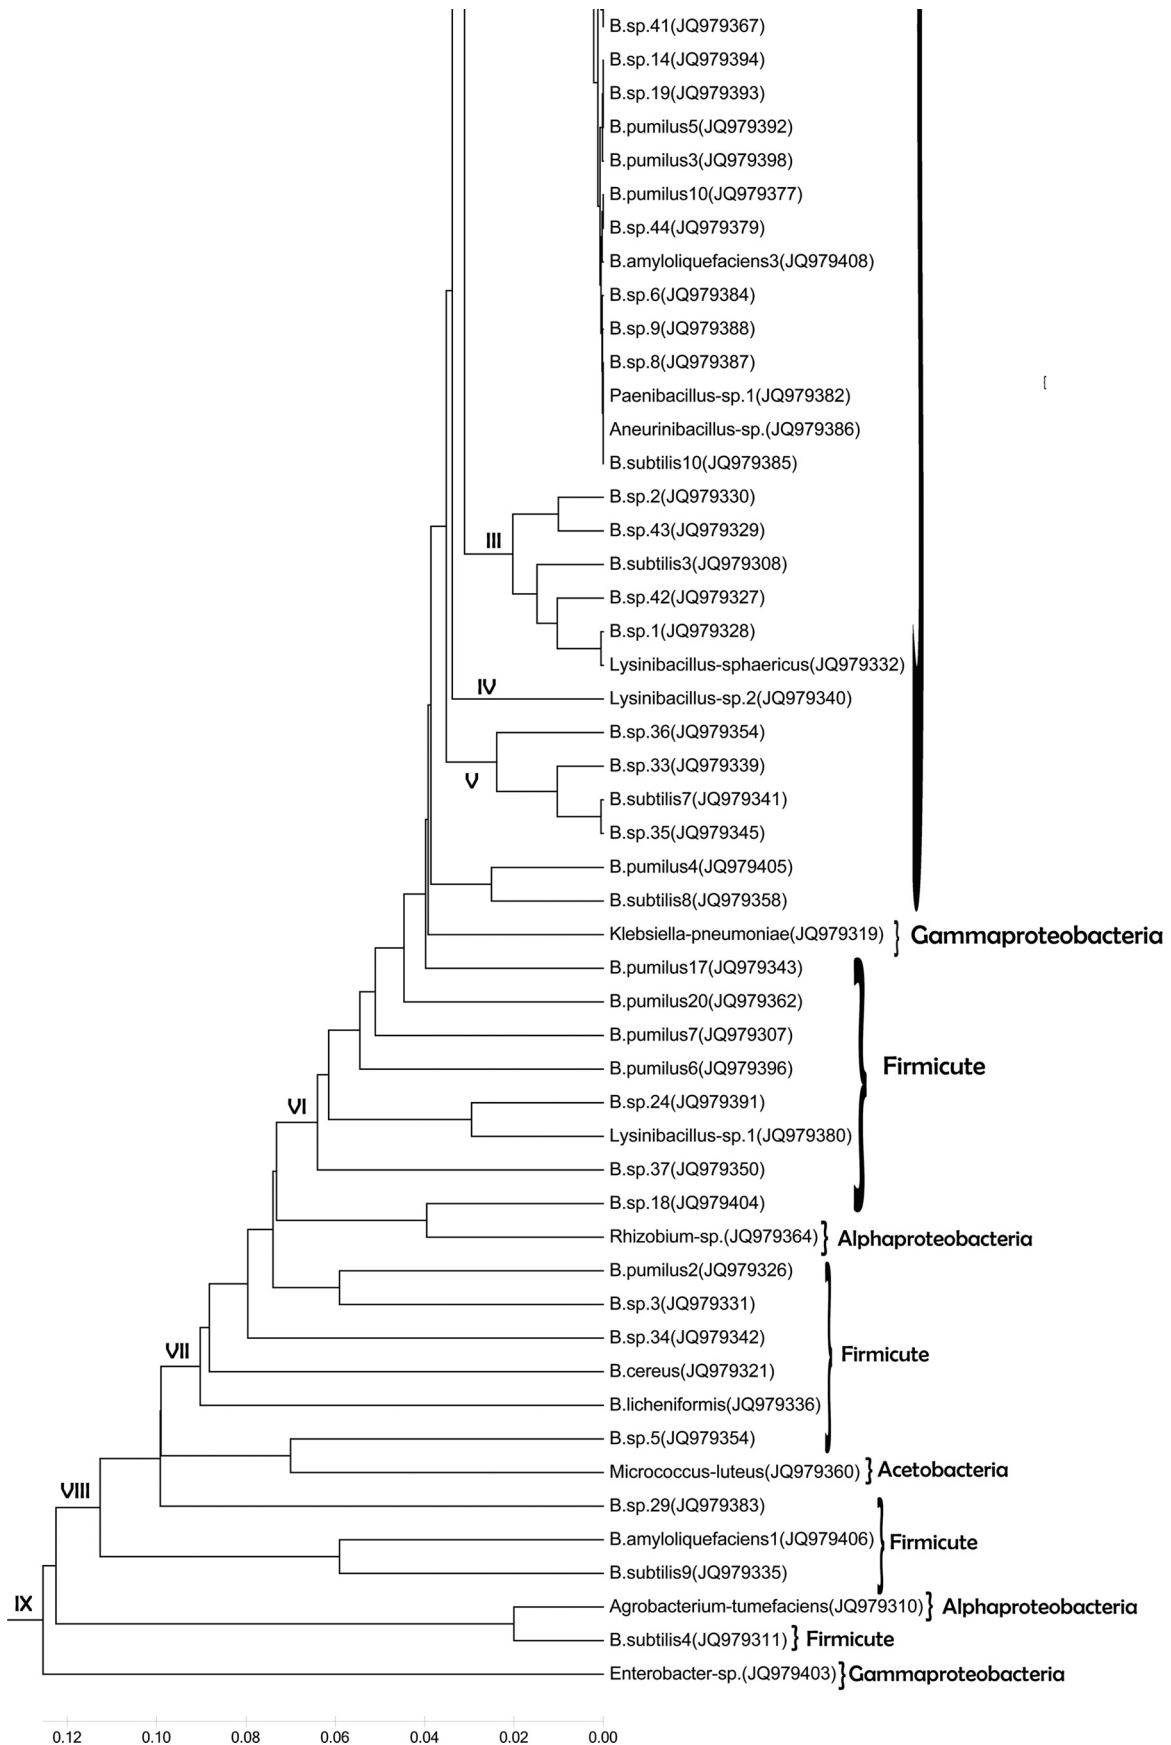 B.sp.41(JQ979367)
B.sp.14(JQ979394)
B.sp.19(JQ979393)
B.pumilus5(JQ979392)
B.pumilus3(JQ979398)
B.pumilus10(JQ979377)
B.sp.44(JQ979379)
B.amyloliquefaciens3(JQ979408)
B.sp.6(JQ979384)
B.sp.9(JQ979388)
B.sp.8(JQ979387)
{
Paenibacillus-sp.1(JQ979382)
Aneurinibacillus-sp.(JQ979386)
B.subtilis10(JQ979385)
B.sp.2(JQ979330)
B.sp.43(JQ979329)
III
B.subtilis3(JQ979308)
B.sp.42(JQ979327)
B.sp.1(JQ979328)
Lysinibacillus-sphaericus(JQ979332)
IV
Lysinibacillus-sp.2(JQ979340)
B.sp.36(JQ979354)
B.sp.33(JQ979339)
V
B.subtilis7(JQ979341)
B.sp.35(JQ979345)
B.pumilus4(JQ979405)
B.subtilis8(JQ979358)
Klebsiella-pneumoniae(JQ979319) } Gammaproteobacteria
B.pumilus17(JQ979343)
B.pumilus20(JQ979362)
B.pumilus7(JQ979307)
Firmicute
B.pumilus6(JQ979396)
B.sp.24(JQ979391)
VI
Lysinibacillus-sp.1(JQ979380)
B.sp.37(JQ979350)
B.sp.18(JQ979404)
Rhizobium-sp.(JQ979364) } Alphaproteobacteria
B.pumilus2(JQ979326)
B.sp.3(JQ979331)
B.sp.34(JQ979342)
VII
Firmicute
B.cereus(JQ979321)
B.licheniformis(JQ979336)
B.sp.5(JQ979354)
Micrococcus-luteus(JQ979360) } Acetobacteria
VIII
B.sp.29(JQ979383)
B.amyloliquefaciens1(JQ979406)
Firmicute
B.subtilis9(JQ979335)
IX
Agrobacterium-tumefaciens(JQ979310) } Alphaproteobacteria
B.subtilis4(JQ979311) } Firmicute
Enterobacter-sp.(JQ979403) } Gammaproteobacteria
0.12 0.10 0.08 0.06 0.04 0.02 0.00